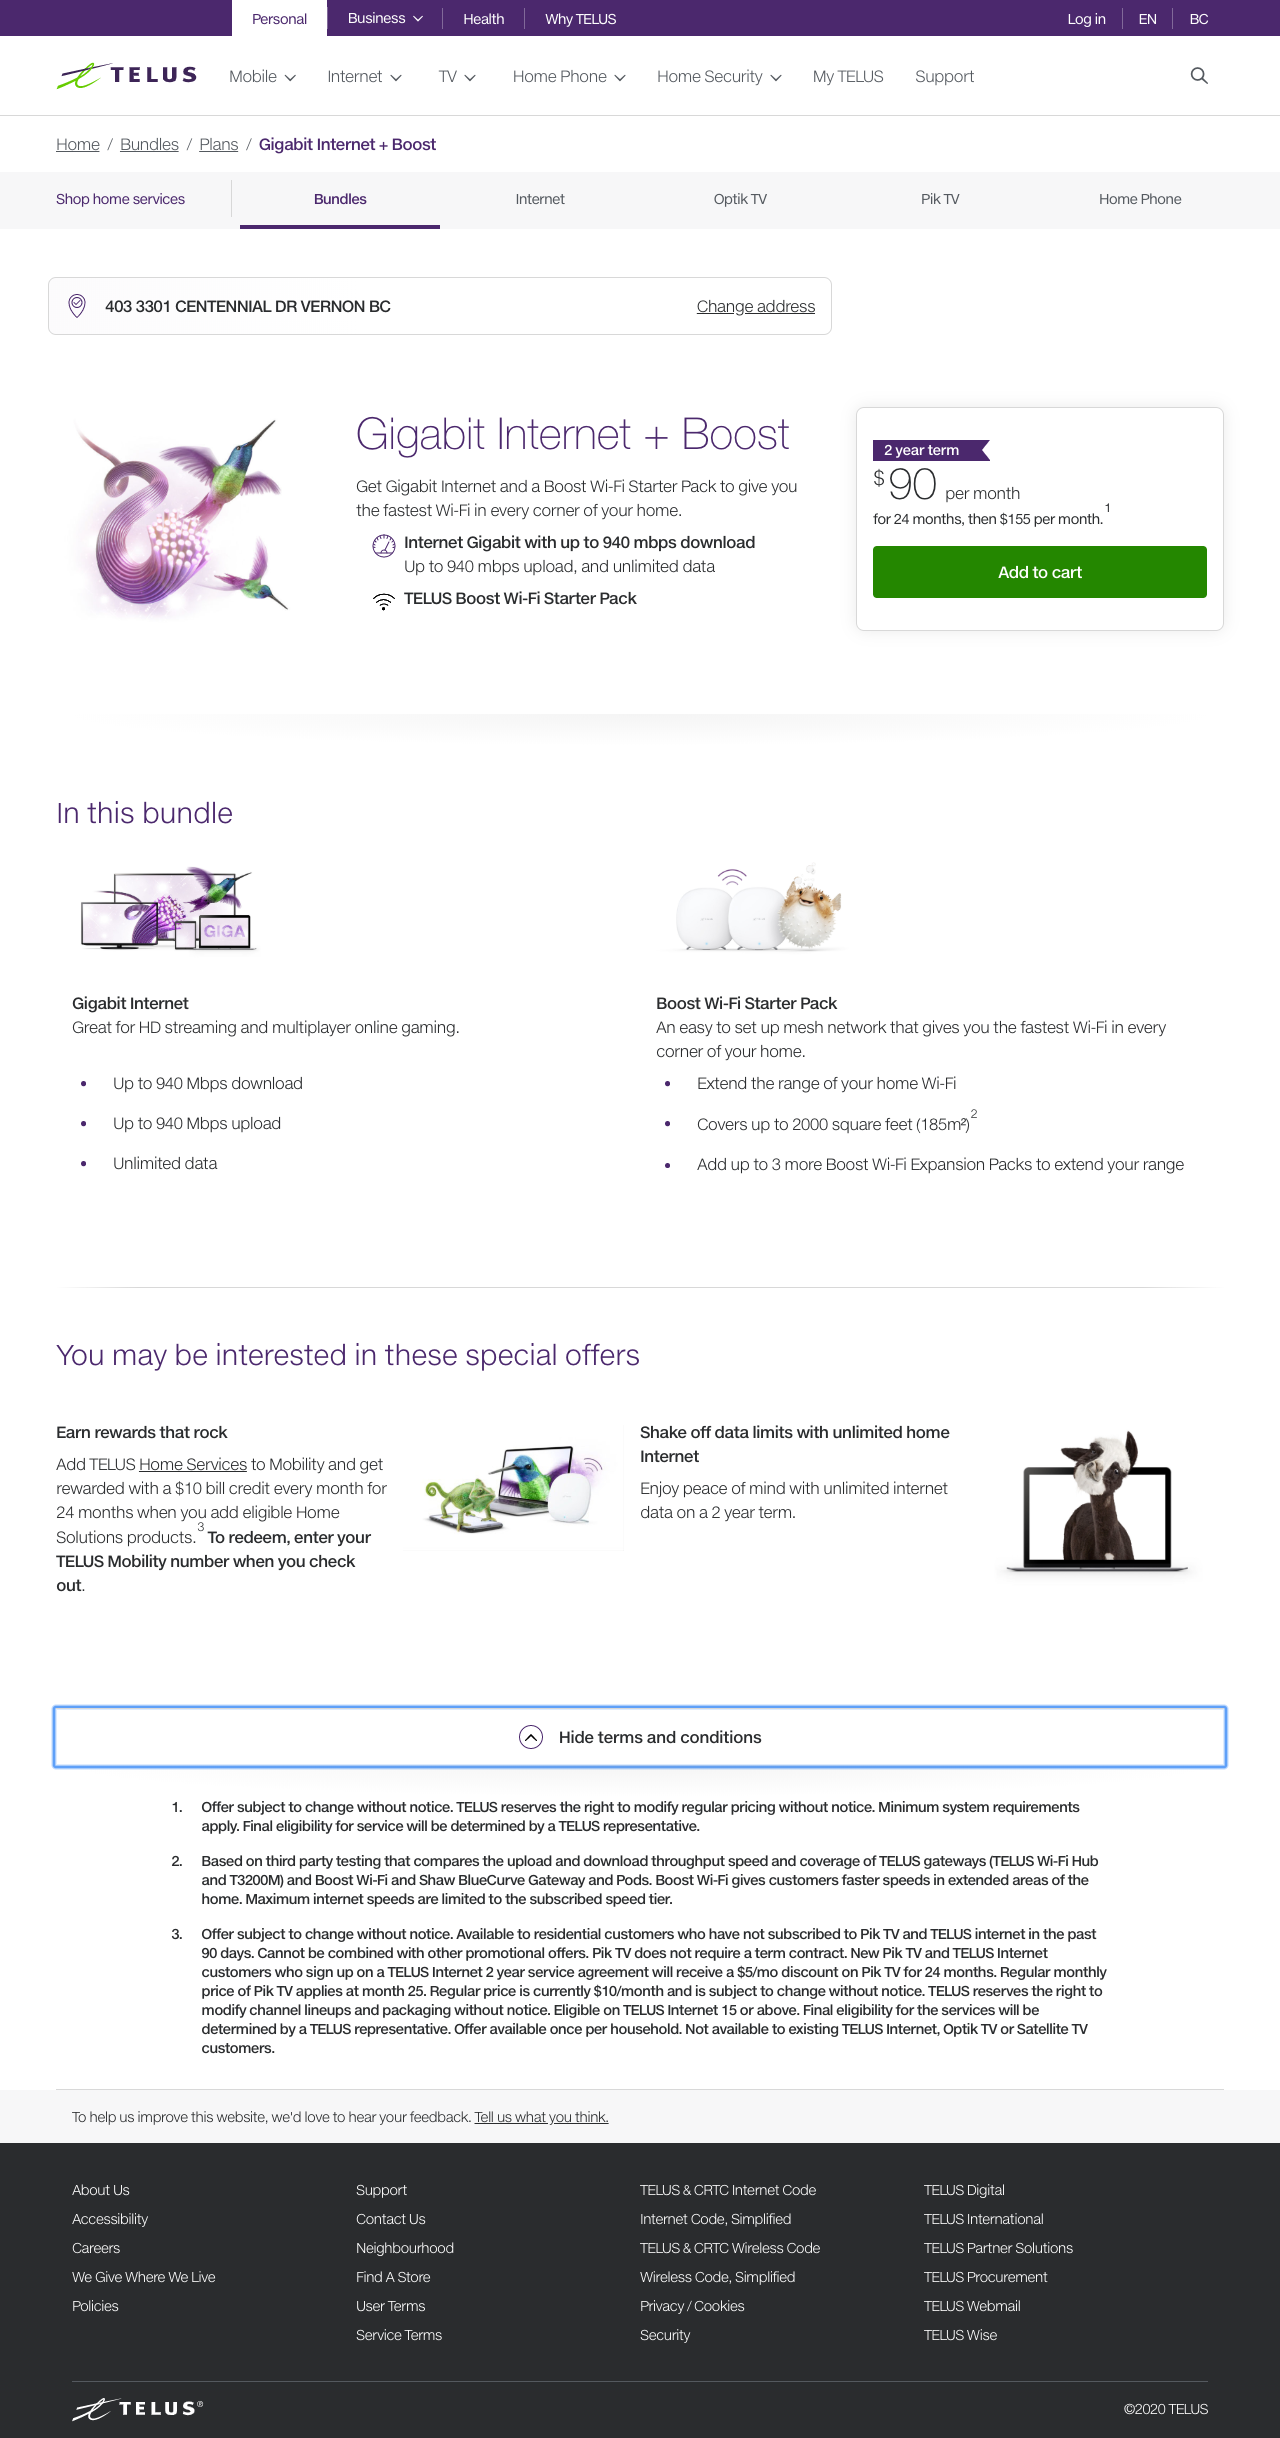 Personal
Business
Health
Why TELUS
Log in
EN
BC
TELUS
Mobile
Internet
TV
Home Phone
Home Security
My TELUS
Support
Home / Bundles / Plans / Gigabit Internet + Boost
Shop home services
Bundles
Internet
Optik TV
Pik TV
Home Phone
403 3301 CENTENNIAL DR VERNON BC
Change address
Gigabit Internet + Boost
Get Gigabit Internet and a Boost Wi-Fi Starter Pack to give you
the fastest Wi-Fi in every corner of your home.
Internet Gigabit with up to 940 mbps download
Up to 940 mbps upload, and unlimited data
TELUS Boost Wi-Fi Starter Pack
2 year term
$90 per month
for 24 months, then $155 per month.1
Add to cart
In this bundle
GIGA
Gigabit Internet
Great for HD streaming and multiplayer online gaming.
• Up to 940 Mbps download
• Up to 940 Mbps upload
• Unlimited data
Boost Wi-Fi Starter Pack
An easy to set up mesh network that gives you the fastest Wi-Fi in every
corner of your home.
• Extend the range of your home Wi-Fi
• Covers up to 2000 square feet (185m²)2
• Add up to 3 more Boost Wi-Fi Expansion Packs to extend your range
You may be interested in these special offers
Earn rewards that rock
Add TELUS Home Services to Mobility and get
rewarded with a $10 bill credit every month for
24 months when you add eligible Home
Solutions products.3 To redeem, enter your
TELUS Mobility number when you check
out.
Shake off data limits with unlimited home
Internet
Enjoy peace of mind with unlimited internet
data on a 2 year term.
Hide terms and conditions
1. Offer subject to change without notice. TELUS reserves the right to modify regular pricing without notice. Minimum system requirements
apply. Final eligibility for service will be determined by a TELUS representative.
2. Based on third party testing that compares the upload and download throughput speed and coverage of TELUS gateways (TELUS Wi-Fi Hub
and T3200M) and Boost Wi-Fi and Shaw BlueCurve Gateway and Pods. Boost Wi-Fi gives customers faster speeds in extended areas of the
home. Maximum internet speeds are limited to the subscribed speed tier.
3. Offer subject to change without notice. Available to residential customers who have not subscribed to Pik TV and TELUS internet in the past
90 days. Cannot be combined with other promotional offers. Pik TV does not require a term contract. New Pik TV and TELUS Internet
customers who sign up on a TELUS Internet 2 year service agreement will receive a $5/mo discount on Pik TV for 24 months. Regular monthly
price of Pik TV applies at month 25. Regular price is currently $10/month and is subject to change without notice. TELUS reserves the right to
modify channel lineups and packaging without notice. Eligible on TELUS Internet 15 or above. Final eligibility for the services will be
determined by a TELUS representative. Offer available once per household. Not available to existing TELUS Internet, Optik TV or Satellite TV
customers.
To help us improve this website, we'd love to hear your feedback. Tell us what you think.
About Us
Accessibility
Careers
We Give Where We Live
Policies
Support
Contact Us
Neighbourhood
Find A Store
User Terms
Service Terms
TELUS & CRTC Internet Code
Internet Code, Simplified
TELUS & CRTC Wireless Code
Wireless Code, Simplified
Privacy / Cookies
Security
TELUS Digital
TELUS International
TELUS Partner Solutions
TELUS Procurement
TELUS Webmail
TELUS Wise
TELUS®
©2020 TELUS